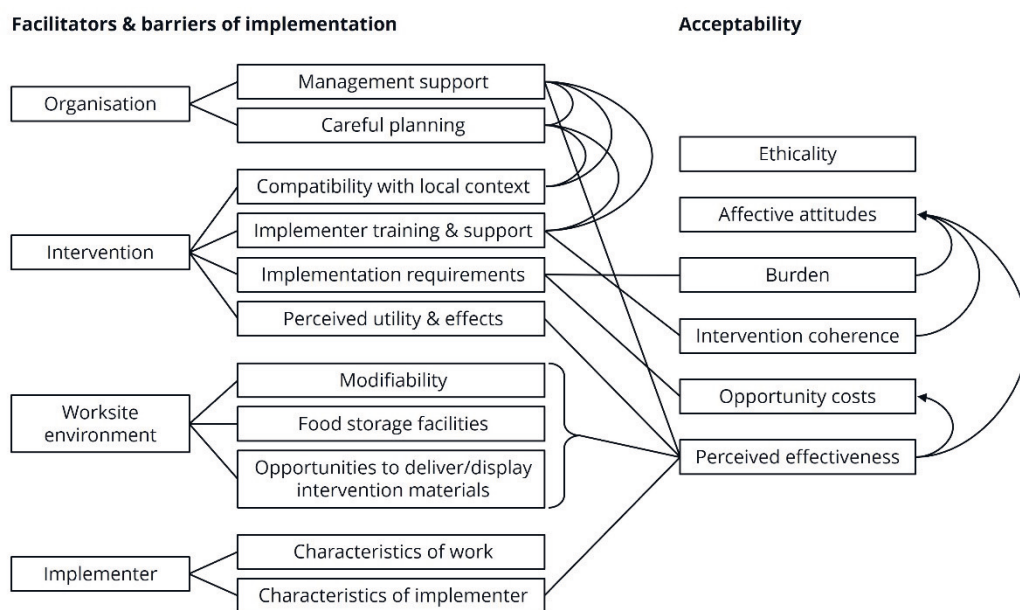 Facilitators & barriers of implementation
Acceptability
Organisation
Management support
Careful planning
Intervention
Compatibility with local context
Implementer training & support
Implementation requirements
Perceived utility & effects
Worksite
environment
Modifiability
Food storage facilities
Opportunities to deliver/display
intervention materials
Implementer
Characteristics of work
Characteristics of implementer
Ethicality
Affective attitudes
Burden
Intervention coherence
Opportunity costs
Perceived effectiveness